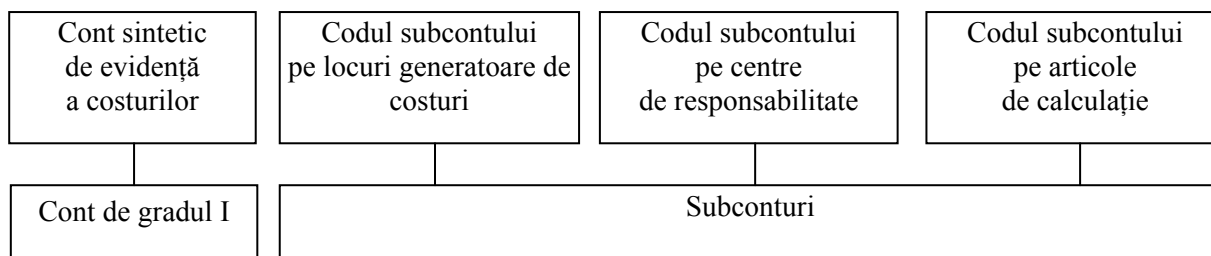 Cont sintetic
de evidență
a costurilor
Codul subcontului
pe locuri generatoare de
costuri
Codul subcontului
pe centre
de responsabilitate
Codul subcontului
pe articole
de calculație
Cont de gradul I
Subconturi